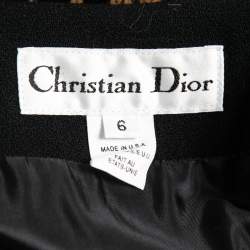 Christian Dior
6
MADE IN U.S.A.
FAIT AU
ETATS-UNIS